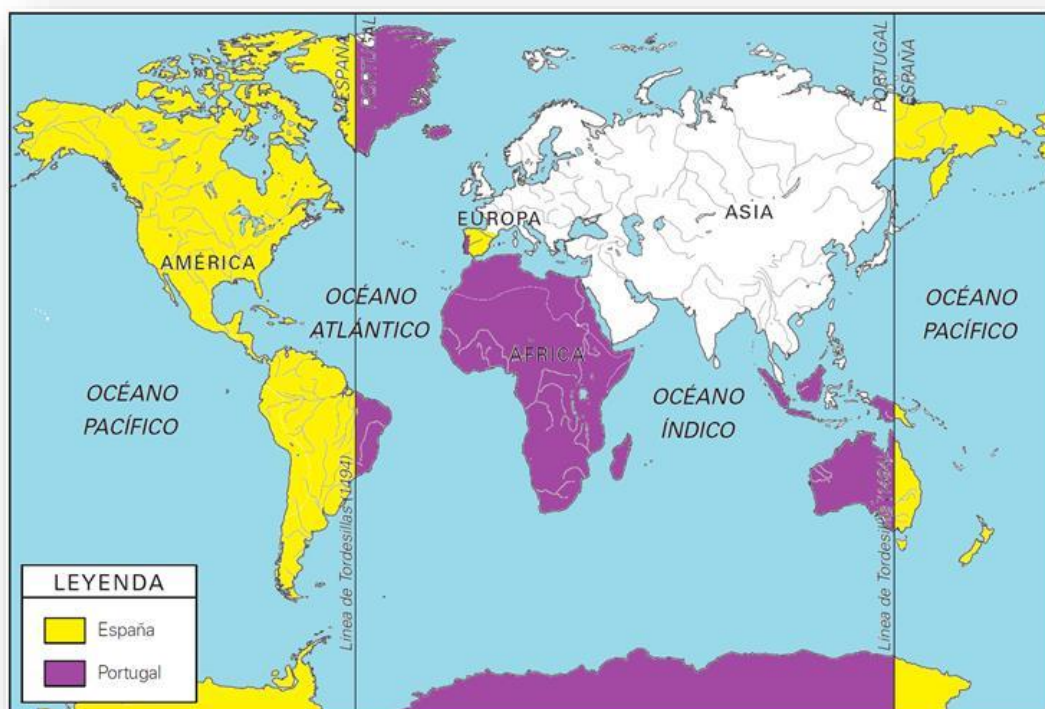 ESPAÑA
PORTUGAL
PORTUGAL
ESPAÑA
EUROPA
ASIA
AMÉRICA
OCÉANO
ATLÁNTICO
OCÉANO
PACÍFICO
ÁFRICA
OCÉANO
PACÍFICO
OCÉANO
ÍNDICO
Línea de Tordesillas (1494)
Línea de Tordesillas (1494)
LEYENDA
España
Portugal